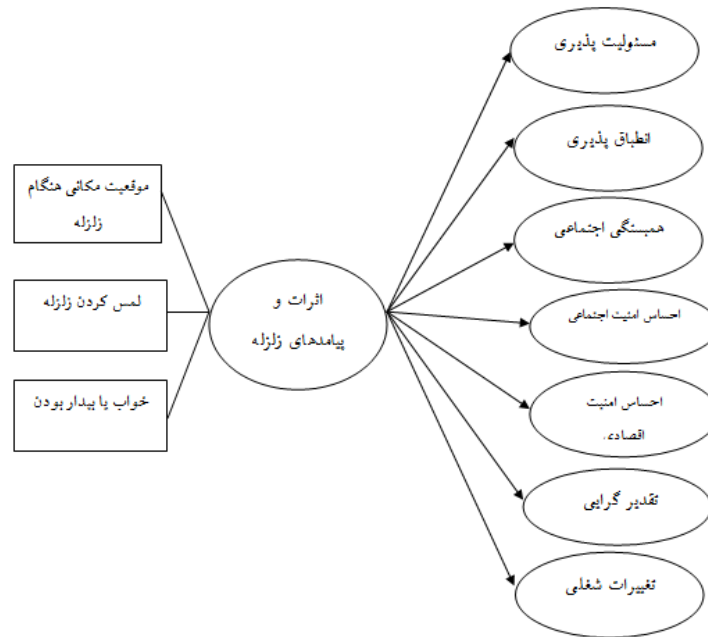 مسئولیت پذیری
انطباق پذیری
همبستگی اجتماعی
احساس امنیت اجتماعی
احساس امنیت
اقصادی.
تقدیر گرایی
تغییرات شغلی
اثرات و
پیامدهای زلزله
موقعیت مکانی هنگام
زلزله
لمس کردن زلزله
خواب یا بیدار بودن